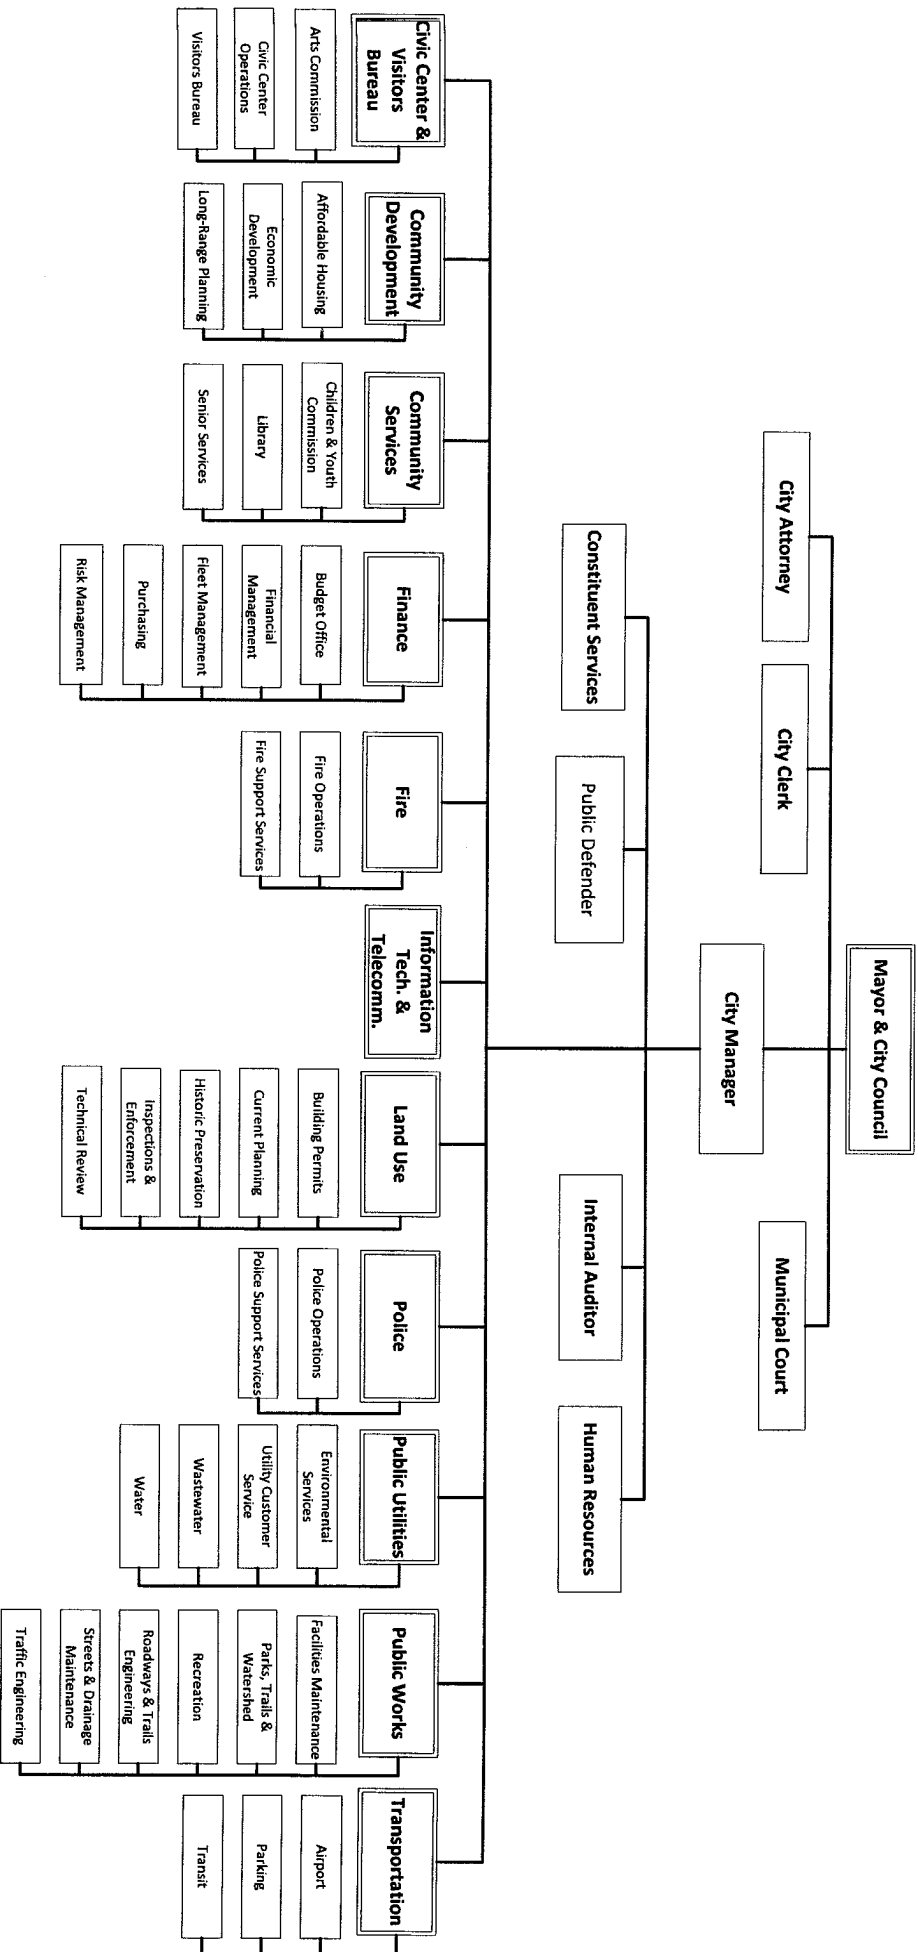 Mayor & City Council
City Attorney
City Clerk
Municipal Court
City Manager
Constituent Services
Public Defender
Internal Auditor
Human Resources
Civic Center &
Visitors
Bureau
Arts Commission
Civic Center
Operations
Visitors Bureau
Community
Development
Affordable Housing
Economic
Development
Long-Range Planning
Community
Services
Children & Youth
Commission
Library
Senior Services
Finance
Budget Office
Financial
Management
Fleet Management
Purchasing
Risk Management
Fire
Fire Operations
Fire Support Services
Information
Tech. &
Telecomm.
Land Use
Building Permits
Current Planning
Historic Preservation
Inspections &
Enforcement
Technical Review
Police
Police Operations
Police Support Services
Public Utilities
Environmental
Services
Utility Customer
Service
Wastewater
Water
Public Works
Facilities Maintenance
Parks, Trails &
Watershed
Recreation
Roadways & Trails
Engineering
Streets & Drainage
Maintenance
Traffic Engineering
Transportation
Airport
Parking
Transit